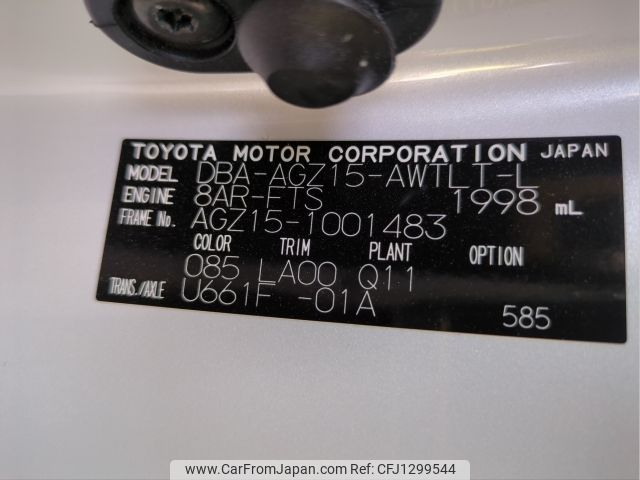 TOYOTA MOTOR CORPORATION JAPAN
MODEL DBA-AGZ15-AWTLT-L
ENGINE 8AR-FTS 1998 mL
FRAME No. AGZ15-1001483
COLOR TRIM PLANT OPTION
085 LA00 Q11
TRANS./AXLE U661F -01A 585
www.CarFromJapan.com - CFJ1299544